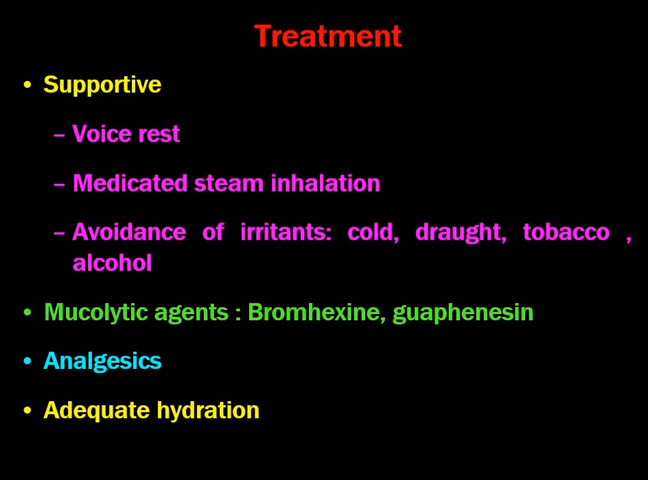 Treatment
• Supportive
– Voice rest
– Medicated steam inhalation
– Avoidance of irritants: cold, draught, tobacco ,
alcohol
• Mucolytic agents : Bromhexine, guaphenesin
• Analgesics
• Adequate hydration